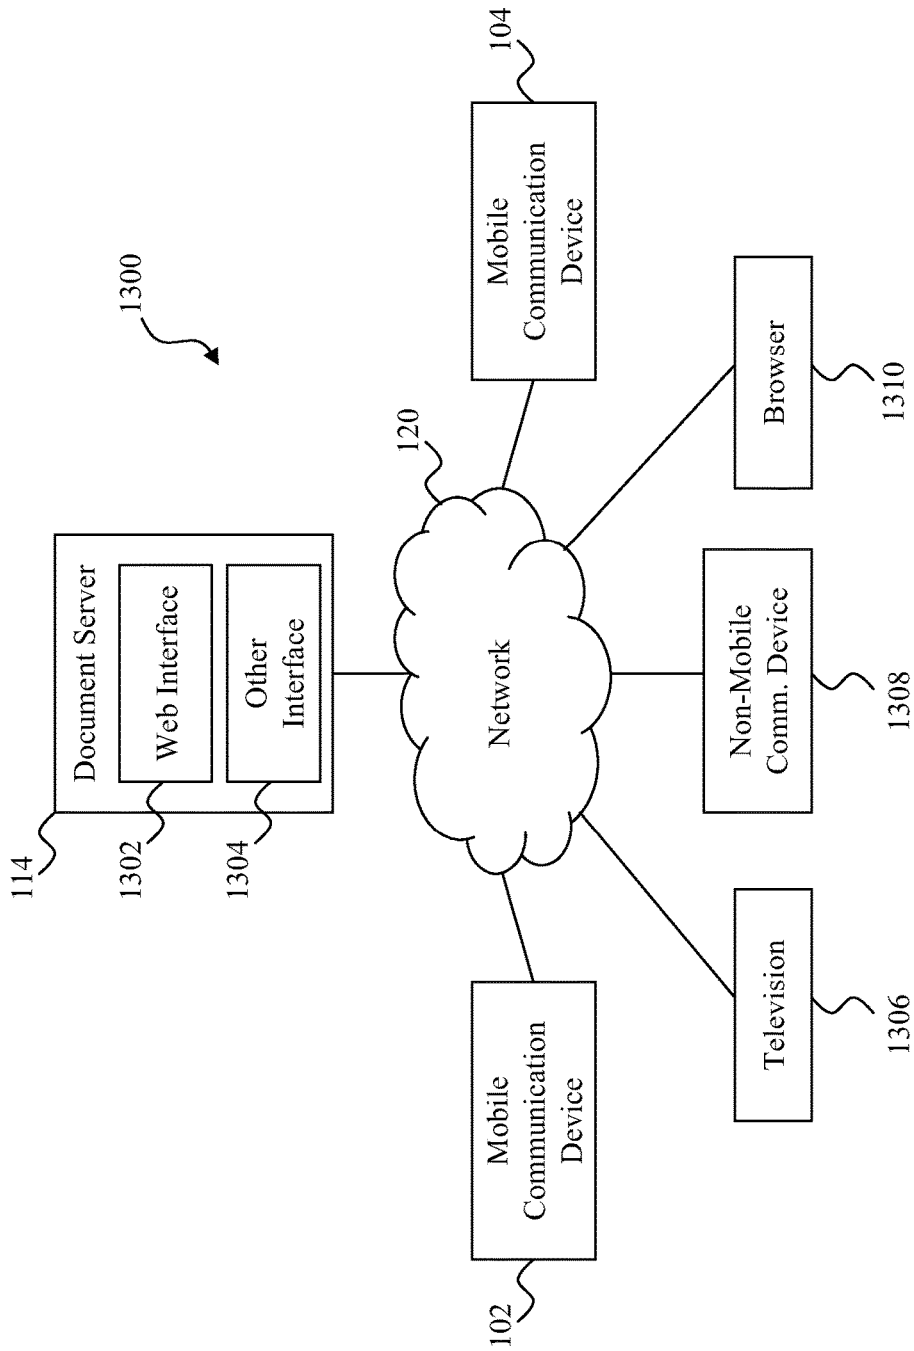 1300
114
Document Server
1302
Web Interface
1304
Other
Interface
120
Network
102
Mobile
Communication
Device
104
Mobile
Communication
Device
Television
1306
Non-Mobile
Comm. Device
1308
Browser
1310